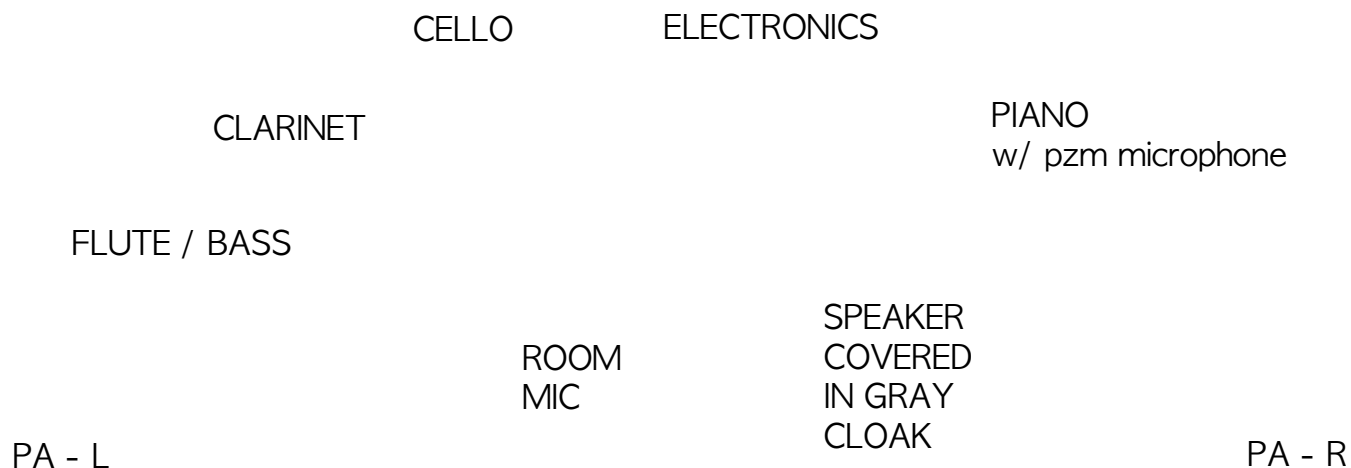 CELLO
ELECTRONICS
CLARINET
PIANO
w/ pzm microphone
FLUTE / BASS
SPEAKER
COVERED
IN GRAY
CLOAK
ROOM
MIC
PA - L
PA - R